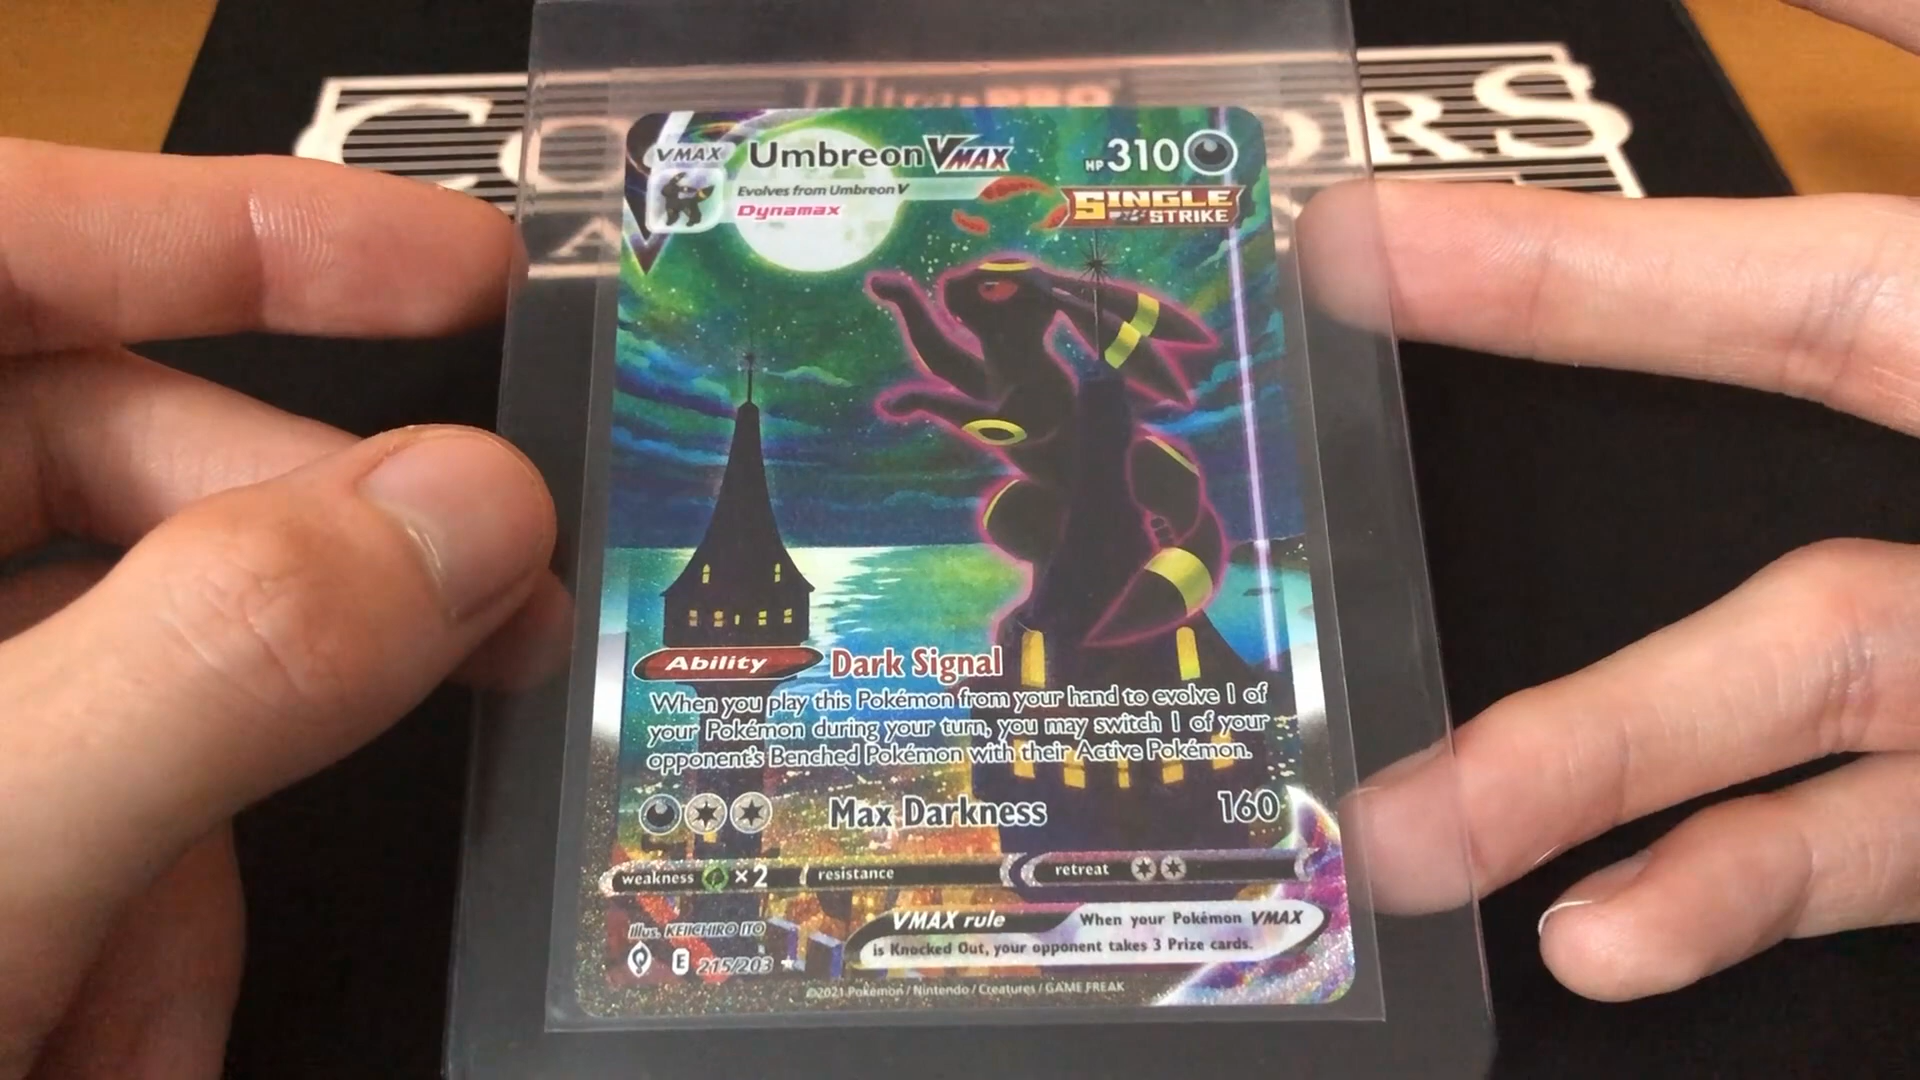 Ultra PRO
VMAX Umbreon VMAX HP 310
Evolves from Umbreon V
Dynamax
SINGLE
STRIKE
Ability Dark Signal
When you play this Pokémon from your hand to evolve 1 of
your Pokémon during your turn, you may switch 1 of your
opponent's Benched Pokémon with their Active Pokémon.
Max Darkness 160
weakness ×2 resistance retreat
VMAX rule When your Pokémon VMAX
is Knocked Out, your opponent takes 3 Prize cards.
Illus. KEIICHIRO ITO
E 215/203
©2021 Pokémon / Nintendo / Creatures / GAME FREAK